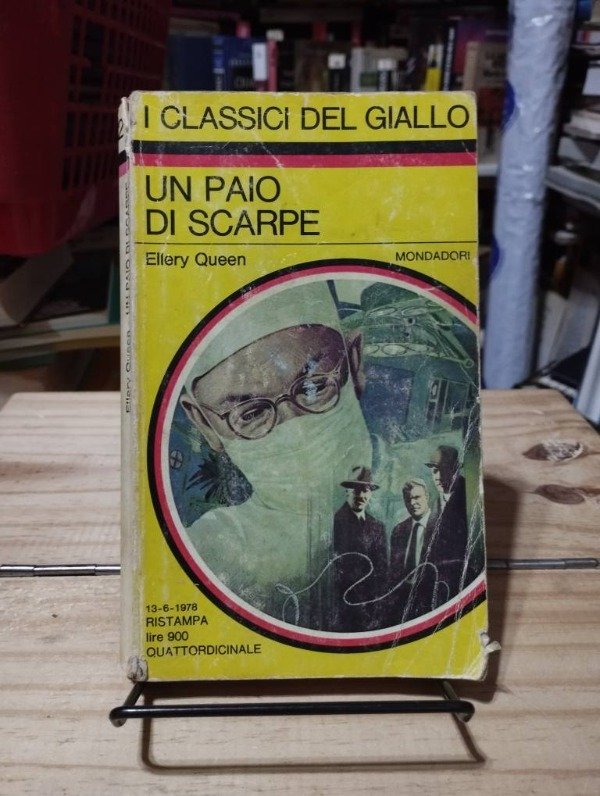 I CLASSICI DEL GIALLO
UN PAIO
DI SCARPE
Ellery Queen
MONDADORI
13-6-1978
RISTAMPA
lire 900
QUATTORDICINALE
Ellery Queen UN PAIO DI SCARPE